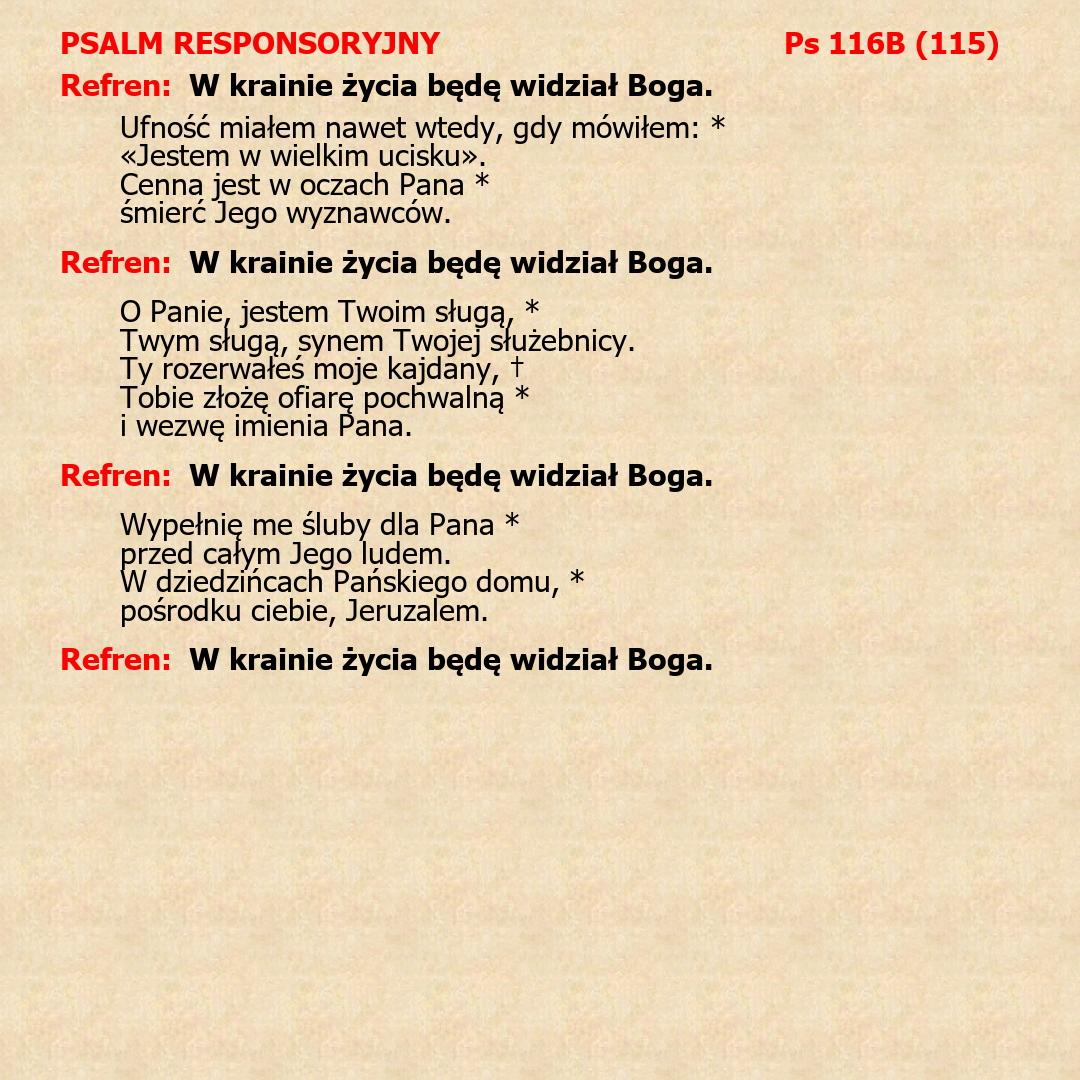 PSALM RESPONSORYJNY Ps 116B (115)
Refren: W krainie życia będę widział Boga.
Ufność miałem nawet wtedy, gdy mówiłem: *
«Jestem w wielkim ucisku».
Cenna jest w oczach Pana *
śmierć Jego wyznawców.
Refren: W krainie życia będę widział Boga.
O Panie, jestem Twoim sługą, *
Twym sługą, synem Twojej służebnicy.
Ty rozerwałeś moje kajdany, †
Tobie złożę ofiarę pochwalną *
i wezwę imienia Pana.
Refren: W krainie życia będę widział Boga.
Wypełnię me śluby dla Pana *
przed całym Jego ludem.
W dziedzińcach Pańskiego domu, *
pośrodku ciebie, Jeruzalem.
Refren: W krainie życia będę widział Boga.